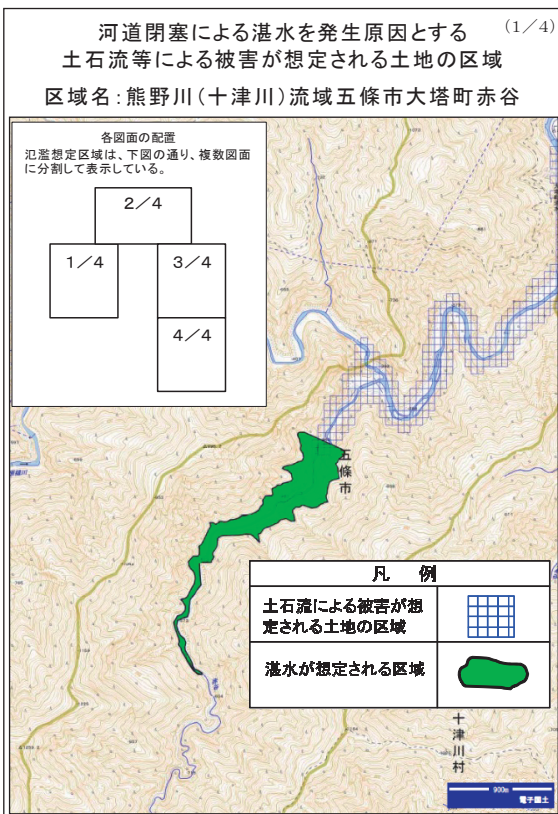 (1/4)
河道閉塞による湛水を発生原因とする
土石流等による被害が想定される土地の区域
区域名:熊野川(十津川)流域五條市大塔町赤谷
各図面の配置
氾濫想定区域は、下図の通り、複数図面
に分割して表示している。
2/4
1/4
3/4
4/4
五條市
凡 例
土石流による被害が想
定される土地の区域
湛水が想定される区域
十津川村
900m
電子国土